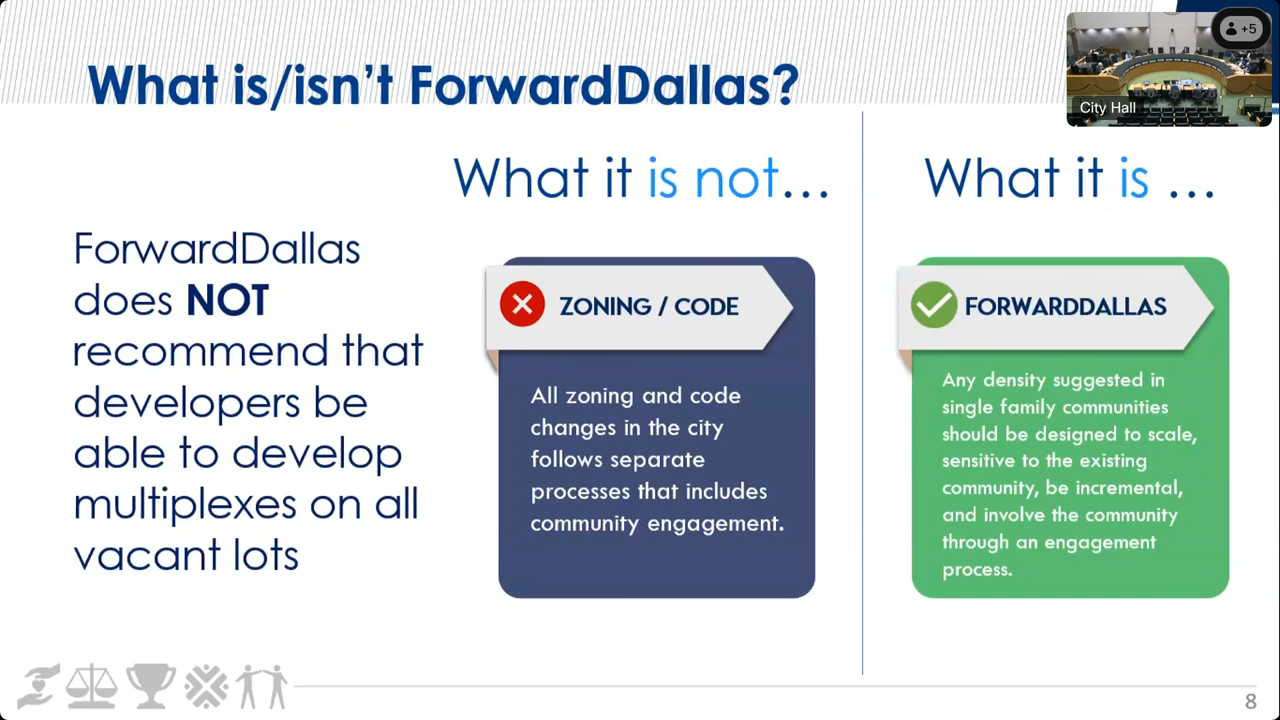 What is/isn't ForwardDallas?
+5
City Hall
What it is not...
What it is ...
ForwardDallas
does NOT
recommend that
developers be
able to develop
multiplexes on all
vacant lots
ZONING / CODE
All zoning and code
changes in the city
follows separate
processes that includes
community engagement.
FORWARDDALLAS
Any density suggested in
single family communities
should be designed to scale,
sensitive to the existing
community, be incremental,
and involve the community
through an engagement
process.
8